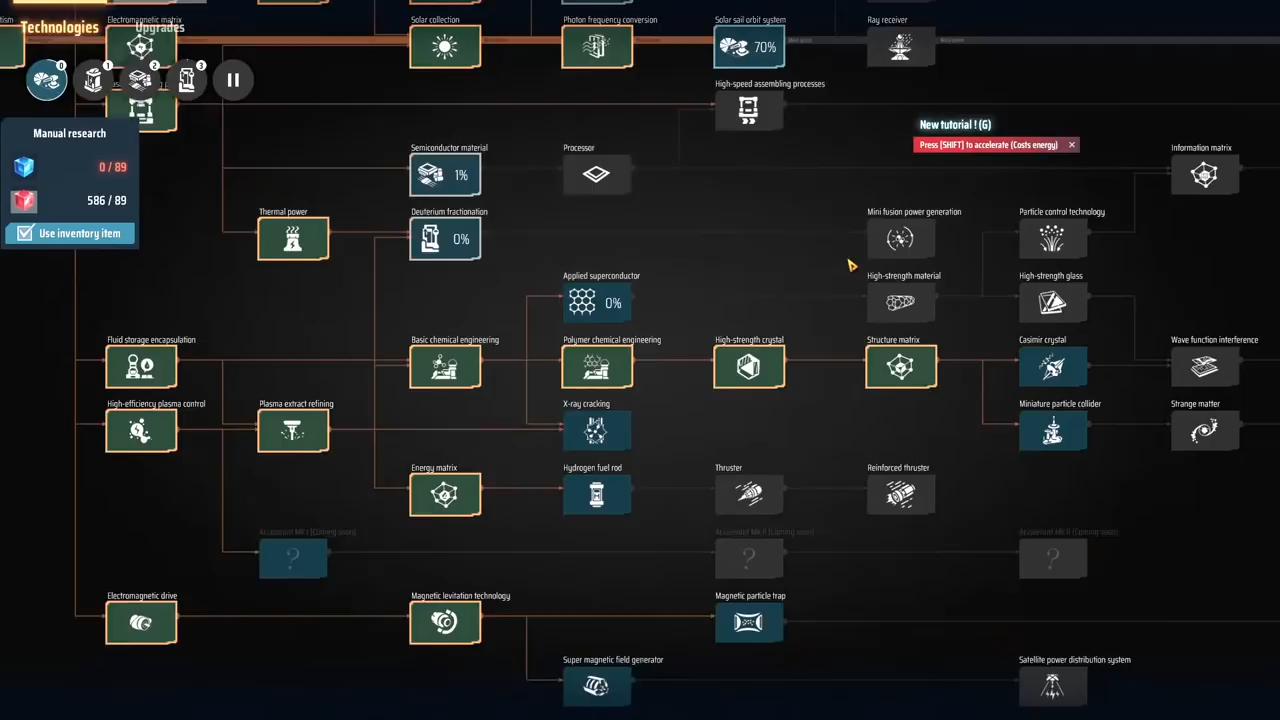 Solar collection
Photon frequency conversion
Solar sail orbit system
Ray receiver
Electromagnetic matrix
Technologies
Upgrades
70%
0
1
2
3
High-speed assembling processes
New tutorial ! (G)
Press [SHIFT] to accelerate (Costs energy)
Manual research
0 / 89
586 / 89
Use inventory item
Semiconductor material
Processor
Information matrix
1%
Thermal power
Deuterium fractionation
Mini fusion power generation
Particle control technology
0%
Applied superconductor
High-strength material
High-strength glass
0%
Fluid storage encapsulation
Basic chemical engineering
Polymer chemical engineering
High-strength crystal
Structure matrix
Casimir crystal
Wave function interference
High-efficiency plasma control
Plasma extract refining
X-ray cracking
Miniature particle collider
Strange matter
Energy matrix
Hydrogen fuel rod
Thruster
Reinforced thruster
?
?
?
Electromagnetic drive
Magnetic levitation technology
Magnetic particle trap
Super magnetic field generator
Satellite power distribution system